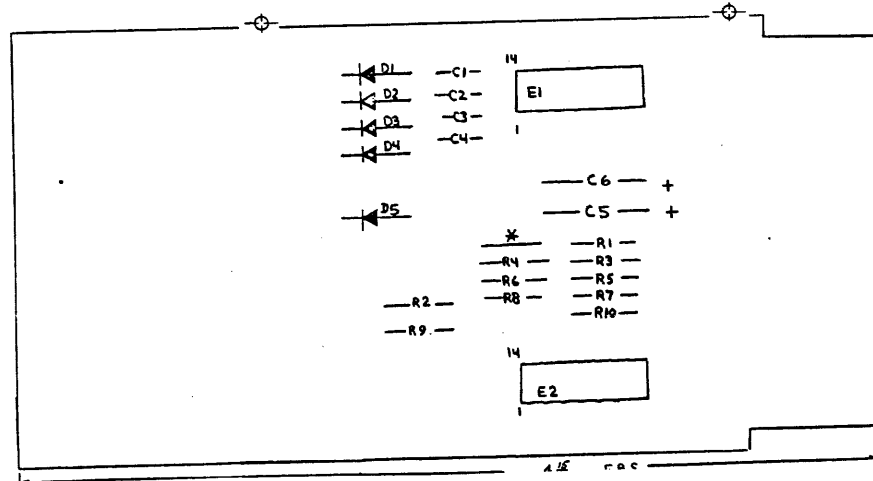 14
D1 C1
E1
D2 C2
D3 C3
1
D4 C4
C6 +
D5 C5 +
* R1
R4 R3
R6 R5
R8 R7
R2 R10
R9
14
E2
1